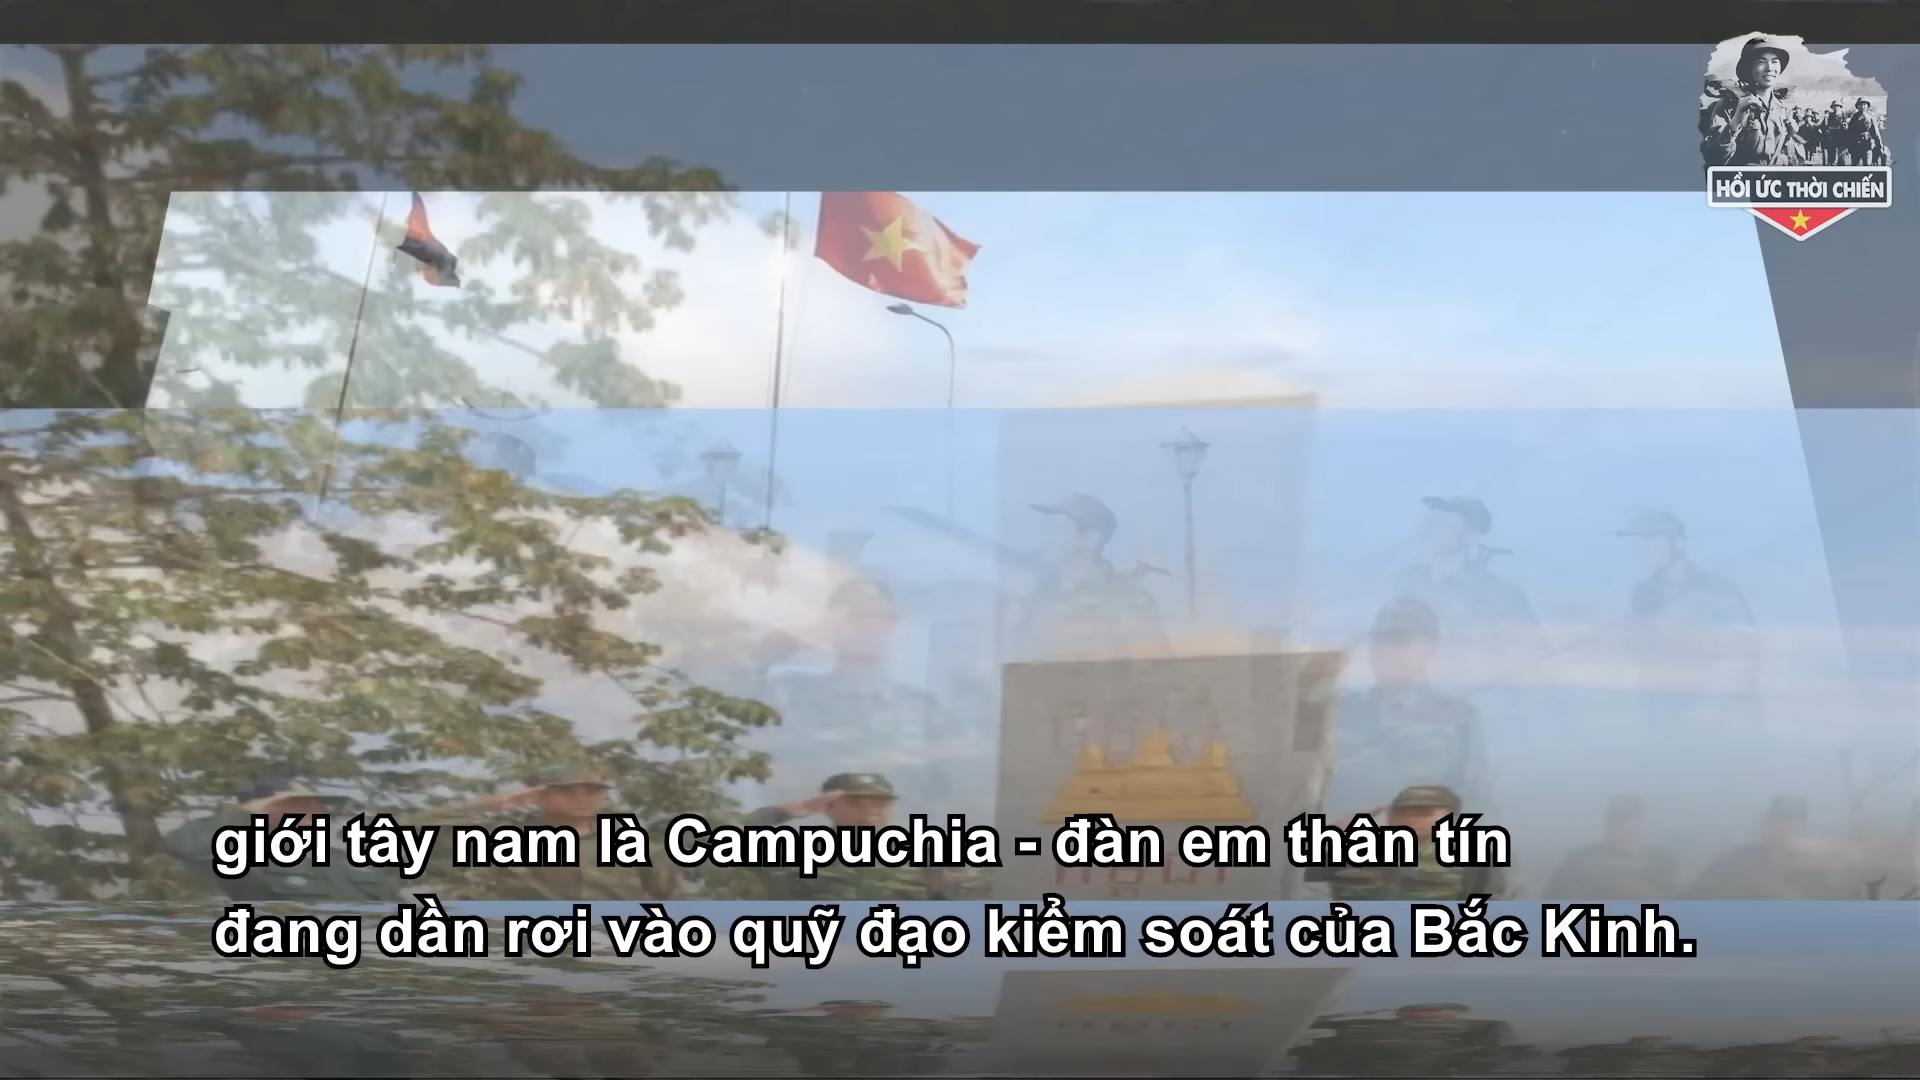 HỒI ỨC THỜI CHIẾN
giới tây nam là Campuchia - đàn em thân tín
đang dần rơi vào quỹ đạo kiểm soát của Bắc Kinh.